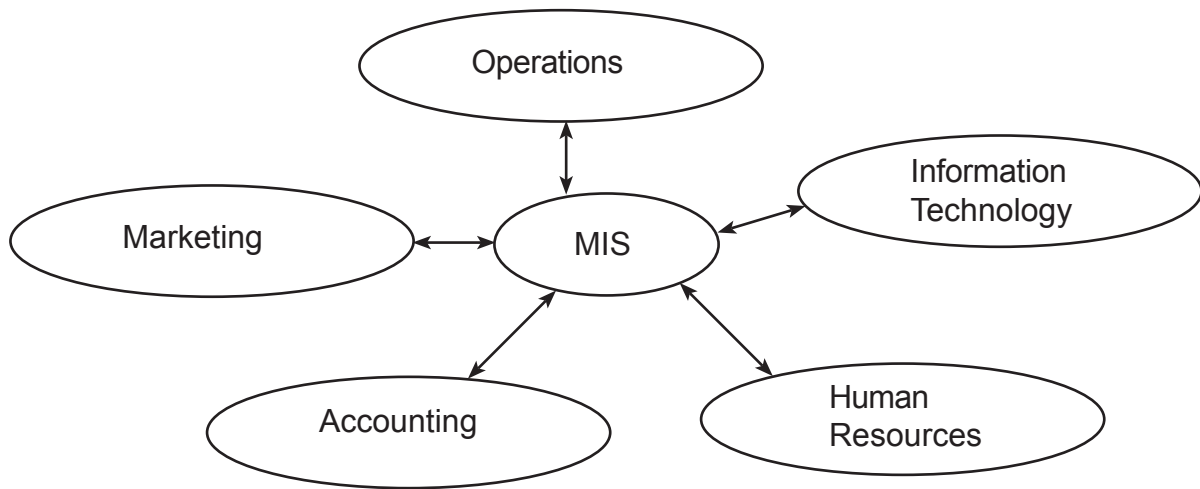 Operations
Information
Technology
Marketing
MIS
Accounting
Human
Resources